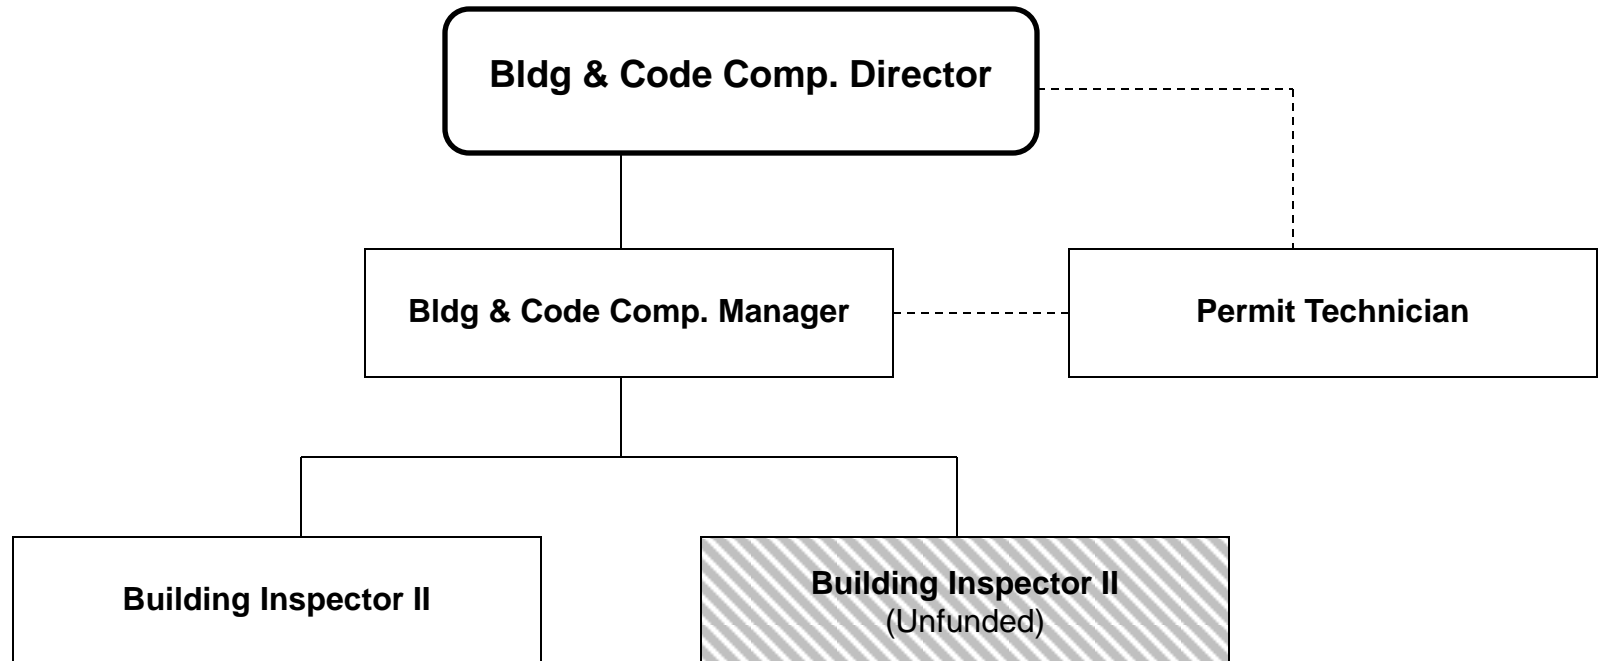 Bldg & Code Comp. Director
Bldg & Code Comp. Manager
Permit Technician
Building Inspector II
Building Inspector II
(Unfunded)